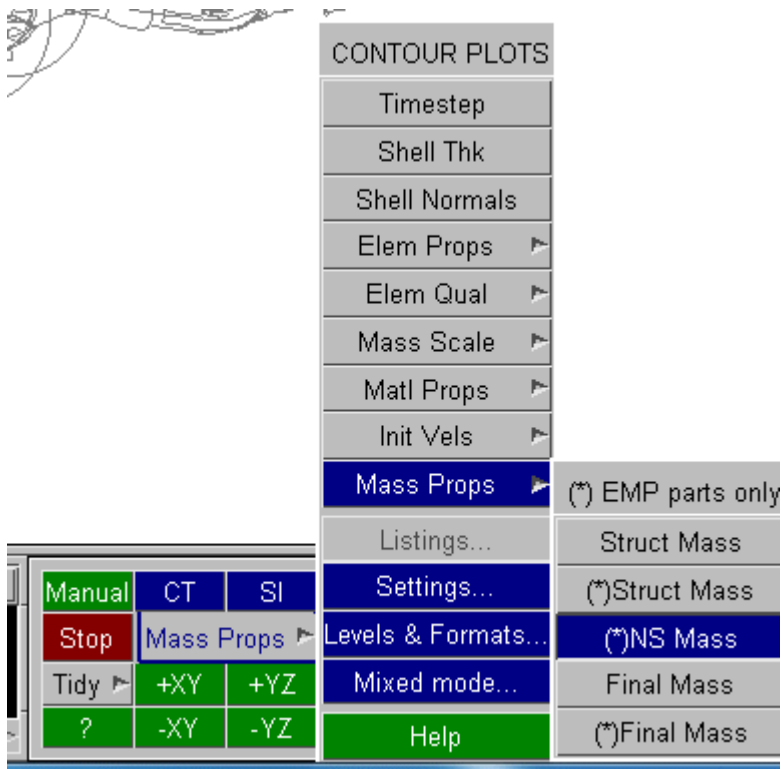 CONTOUR PLOTS
Timestep
Shell Thk
Shell Normals
Elem Props
Elem Qual
Mass Scale
Matl Props
Init Vels
Mass Props
Listings...
Settings...
Levels & Formats...
Mixed mode...
Help
(*) EMP parts only
Struct Mass
(*)Struct Mass
(*)NS Mass
Final Mass
(*)Final Mass
Manual CT SI
Stop Mass Props
Tidy +XY +YZ
? -XY -YZ